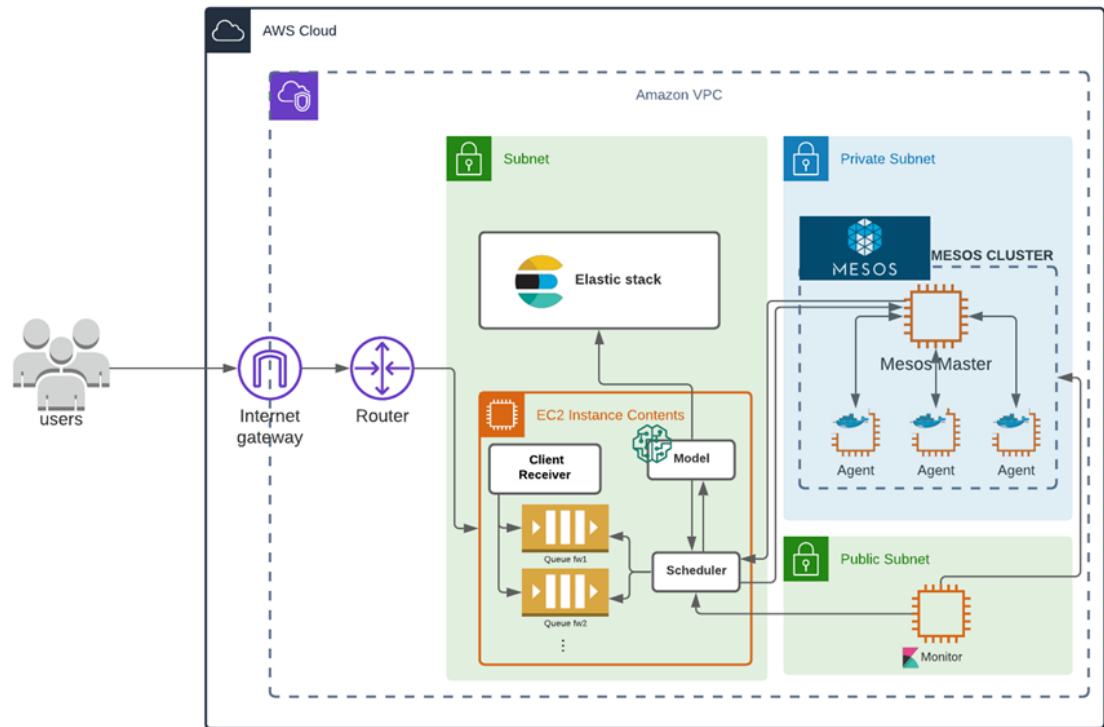 AWS Cloud
Amazon VPC
Subnet
Private Subnet
MESOS
MESOS CLUSTER
Elastic stack
Mesos Master
Agent
Agent
Agent
users
Internet
gateway
Router
EC2 Instance Contents
Client
Receiver
Model
Queue fw1
Scheduler
Queue fw2
⋮
Public Subnet
Monitor